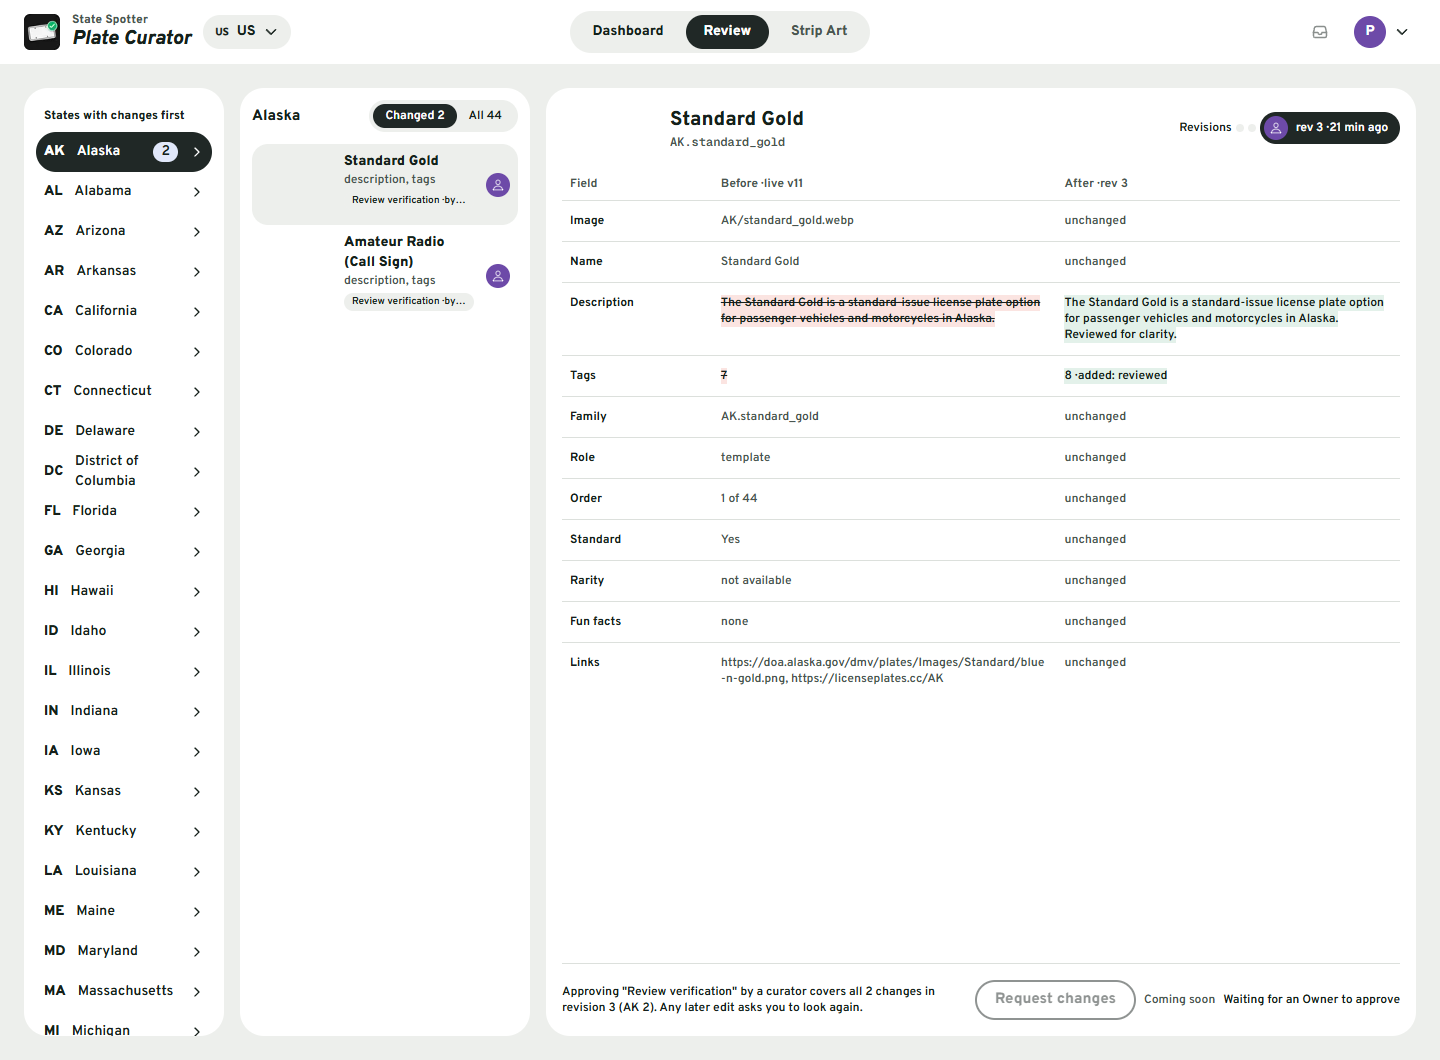 State Spotter
Plate Curator
US US
Dashboard
Review
Strip Art
P
States with changes first
AK Alaska 2
AL Alabama
AZ Arizona
AR Arkansas
CA California
CO Colorado
CT Connecticut
DE Delaware
DC District of
Columbia
FL Florida
GA Georgia
HI Hawaii
ID Idaho
IL Illinois
IN Indiana
IA Iowa
KS Kansas
KY Kentucky
LA Louisiana
ME Maine
MD Maryland
MA Massachusetts
MI Michigan
Alaska
Changed 2
All 44
Standard Gold
description, tags
Review verification ·by…
Amateur Radio
(Call Sign)
description, tags
Review verification ·by…
Standard Gold
AK.standard_gold
Revisions
rev 3 ·21 min ago
Field Before ·live v11 After ·rev 3
Image AK/standard_gold.webp unchanged
Name Standard Gold unchanged
Description
The Standard Gold is a standard-issue license plate option
for passenger vehicles and motorcycles in Alaska.
The Standard Gold is a standard-issue license plate option
for passenger vehicles and motorcycles in Alaska.
Reviewed for clarity.
Tags 7 8 ·added: reviewed
Family AK.standard_gold unchanged
Role template unchanged
Order 1 of 44 unchanged
Standard Yes unchanged
Rarity not available unchanged
Fun facts none unchanged
Links https://doa.alaska.gov/dmv/plates/Images/Standard/blue unchanged
-n-gold.png, https://licenseplates.cc/AK
Approving "Review verification" by a curator covers all 2 changes in
revision 3 (AK 2). Any later edit asks you to look again.
Request changes
Coming soon
Waiting for an Owner to approve